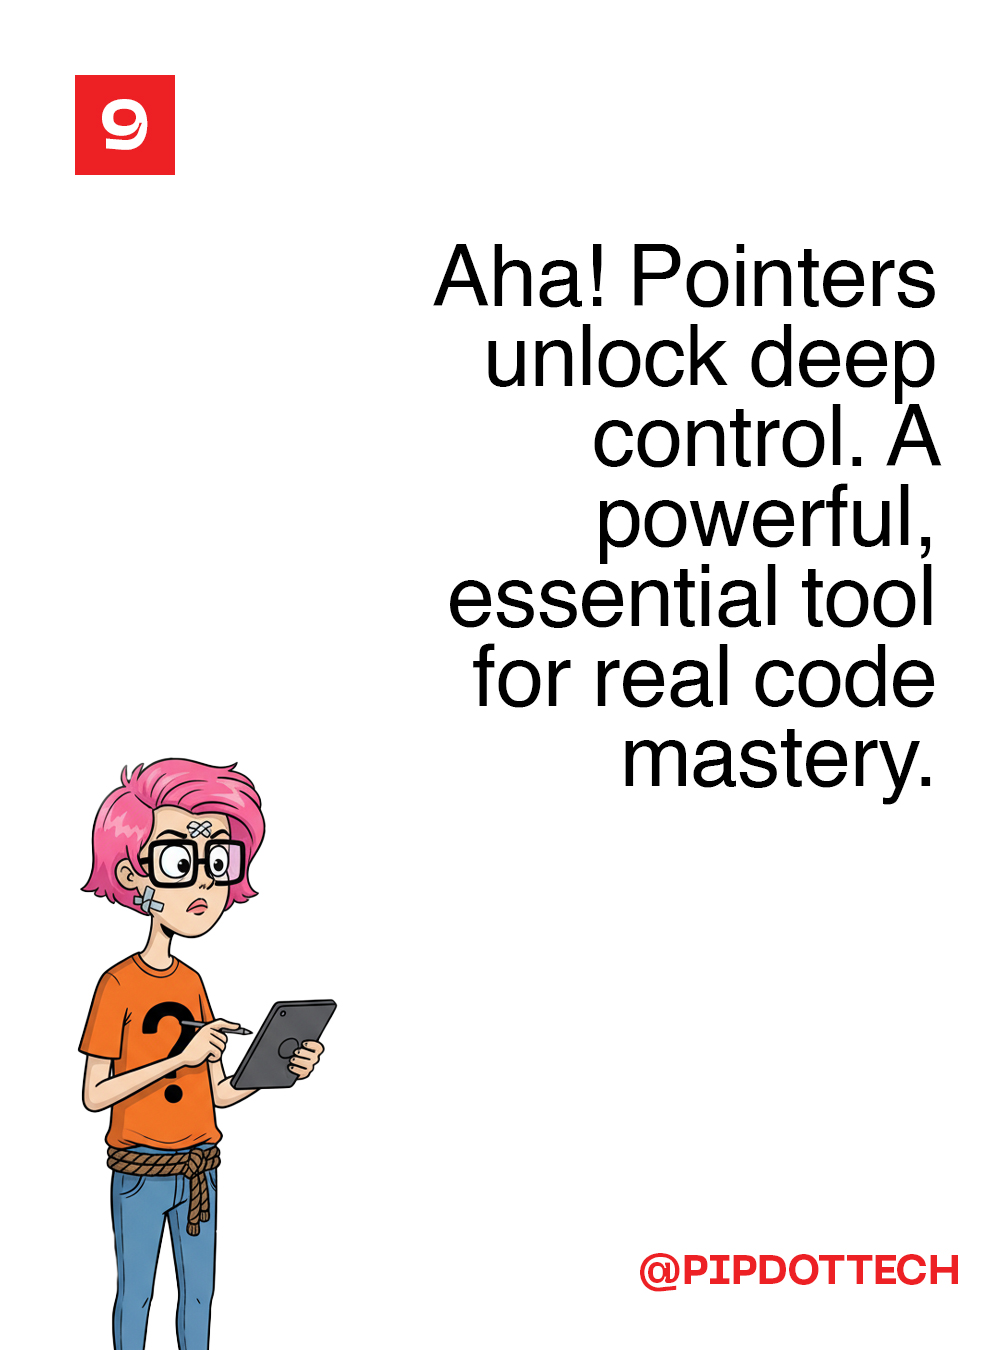 9
Aha! Pointers
unlock deep
control. A
powerful,
essential tool
for real code
mastery.
?
@PIPDOTTECH